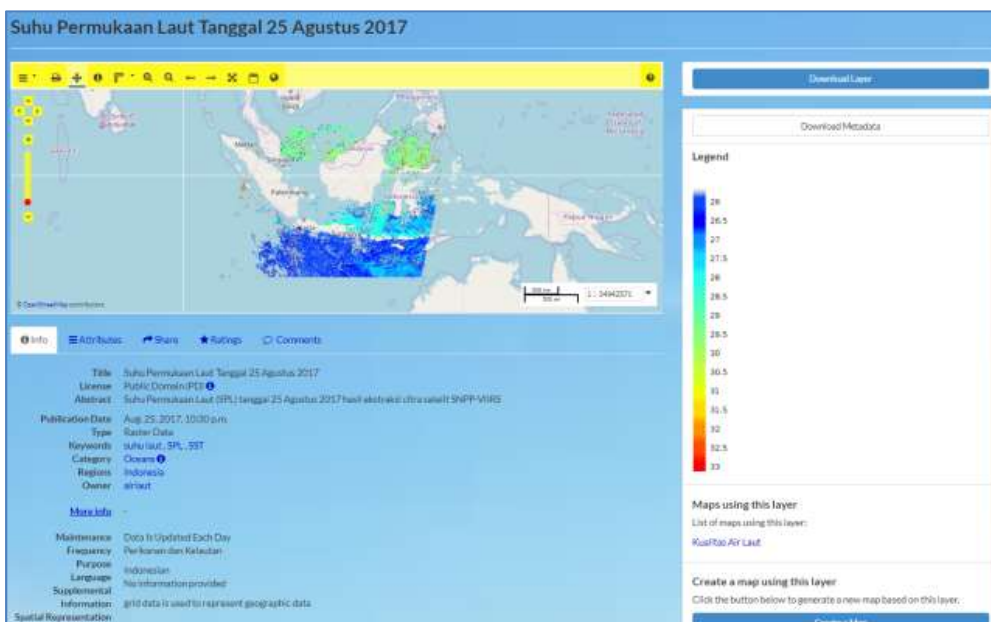 Suhu Permukaan Laut Tanggal 25 Agustus 2017
Download Layer
Download Metadata
Legend
26
26.5
27
27.5
28
28.5
29
29.5
30
30.5
31
31.5
32
32.5
33
Palembang
© OpenStreetMap contributors
Info
Attributes
Share
Ratings
Comments
Title Suhu Permukaan Laut Tanggal 25 Agustus 2017
License Public Domain (PD)
Abstract Suhu Permukaan Laut (SPL) tanggal 25 Agustus 2017 hasil ekstraksi citra satelit SNPP-VIIRS
Publication Date Aug. 25, 2017, 10:30 p.m.
Type Raster Data
Keywords suhu laut, SPL, SST
Category Oceans
Regions Indonesia
Owner airlaut
More info -
Maintenance Data Is Updated Each Day
Frequency Perikanan dan Kelautan
Purpose
Language Indonesian
Supplemental No information provided
Information grid data is used to represent geographic data
Spatial Representation
Maps using this layer
List of maps using this layer:
Kualitas Air Laut
Create a map using this layer
Click the button below to generate a new map based on this layer.
Create a Map